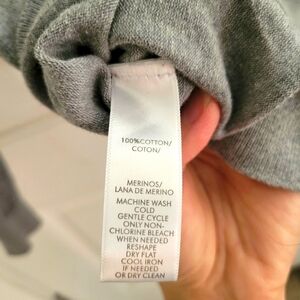 100%COTTON/
COTON/
MERINOS/
LANA DE MERINO
MACHINE WASH
COLD
GENTLE CYCLE
ONLY NON-
CHLORINE BLEACH
WHEN NEEDED
RESHAPE
DRY FLAT
COOL IRON
IF NEEDED
OR DRY CLEAN